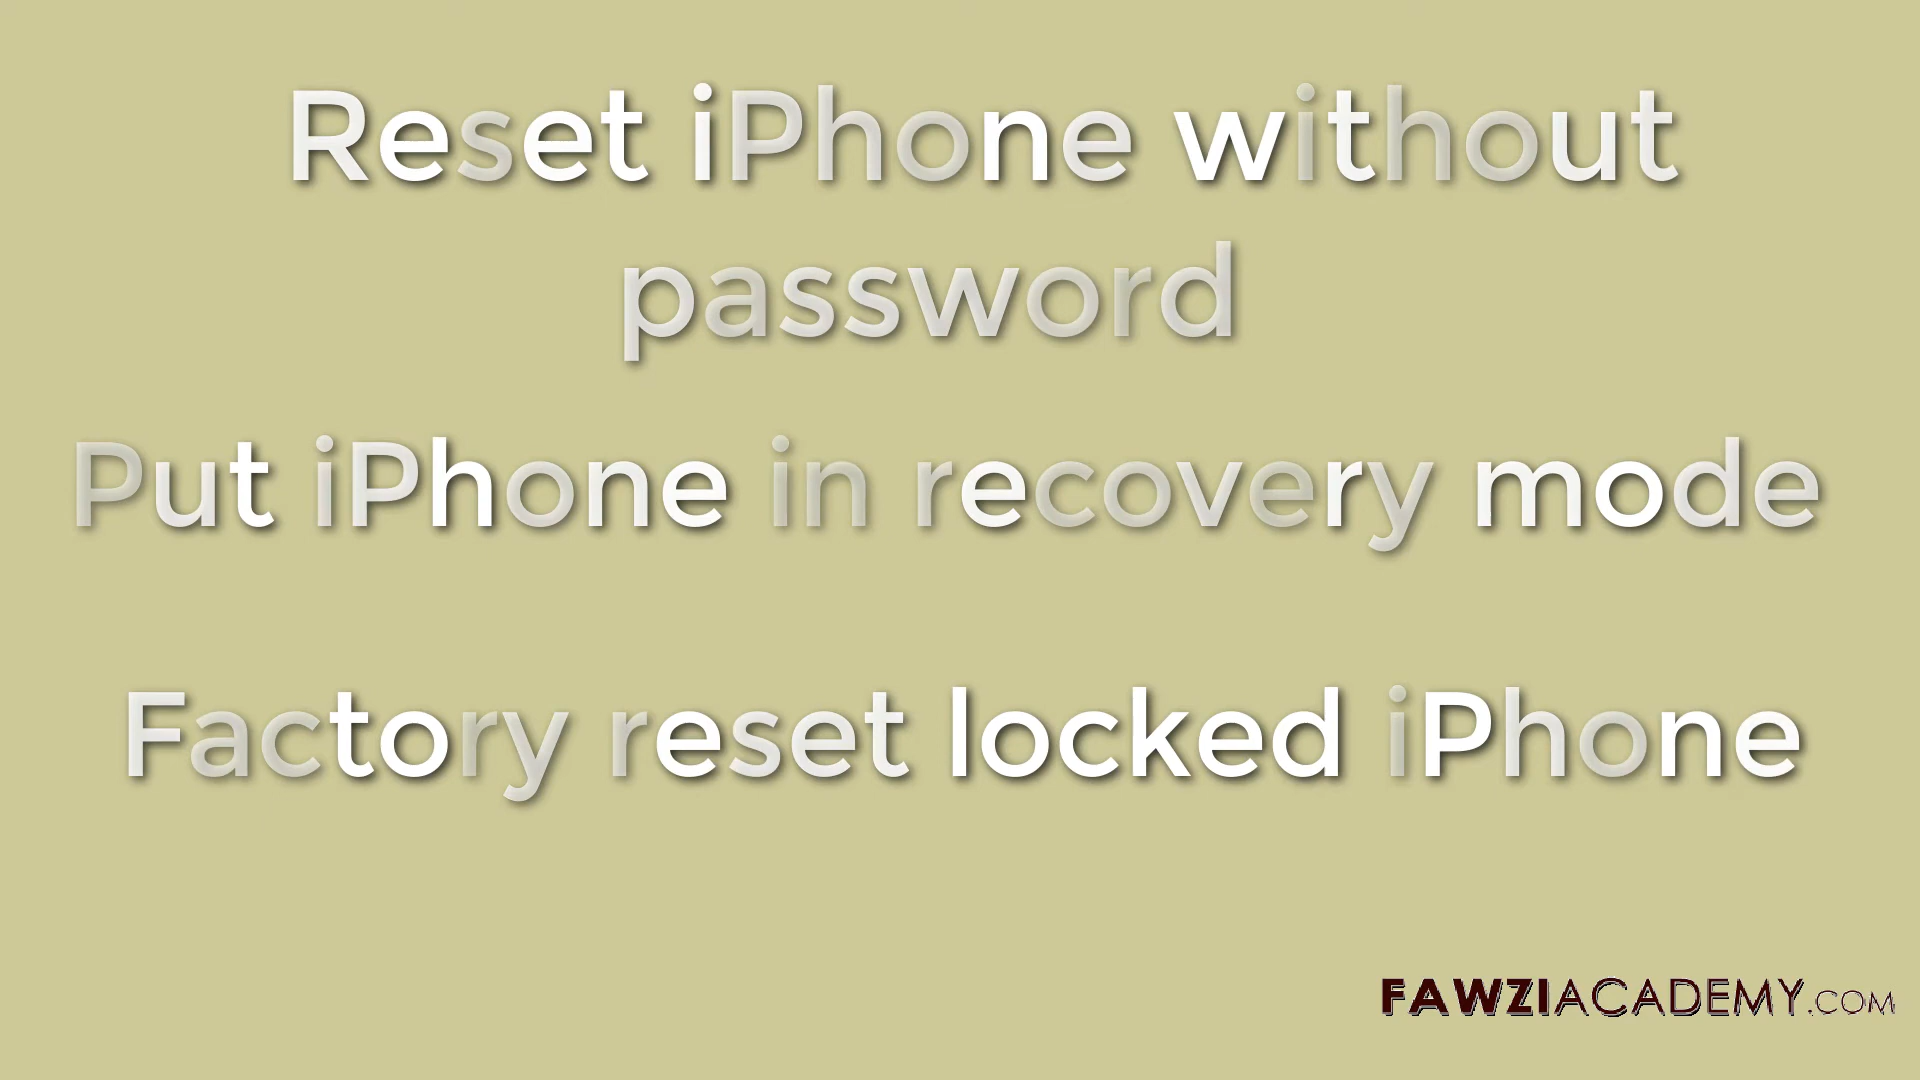 Reset iPhone without
password
Put iPhone in recovery mode
Factory reset locked iPhone
FAWZIACADEMY.COM